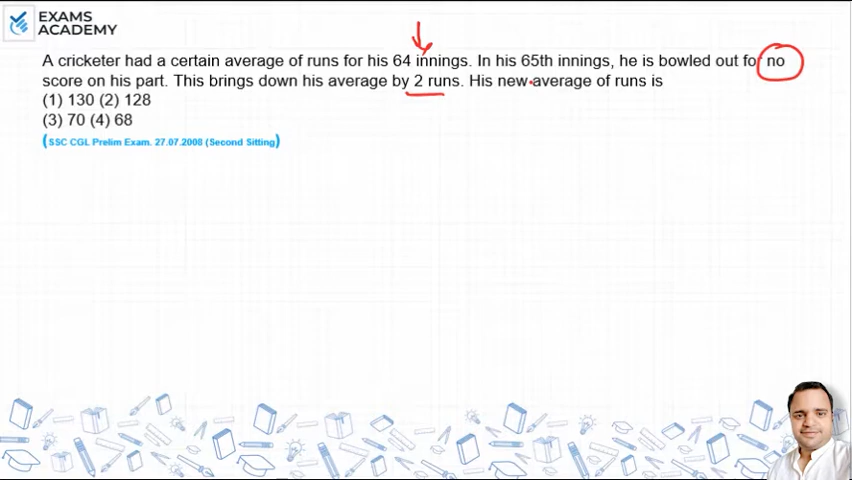 EXAMS
ACADEMY
A cricketer had a certain average of runs for his 64 innings. In his 65th innings, he is bowled out for no
score on his part. This brings down his average by 2 runs. His new average of runs is
(1) 130 (2) 128
(3) 70 (4) 68
(SSC CGL Prelim Exam. 27.07.2008 (Second Sitting)